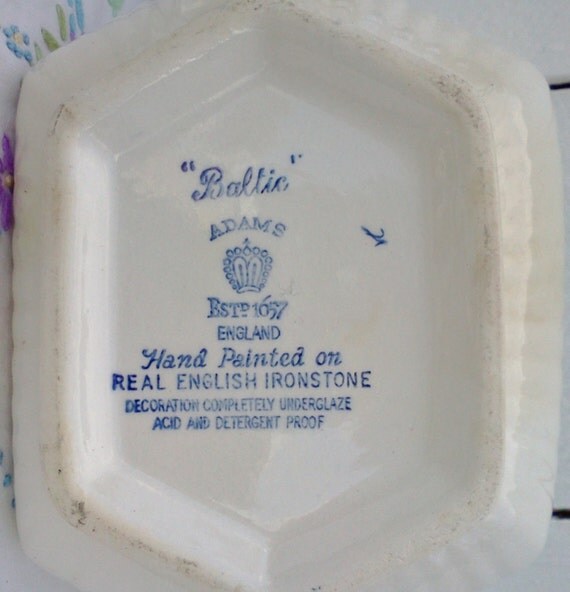 "Baltic"
ADAMS
ESTD 1657
ENGLAND
Hand Painted on
REAL ENGLISH IRONSTONE
DECORATION COMPLETELY UNDERGLAZE
ACID AND DETERGENT PROOF